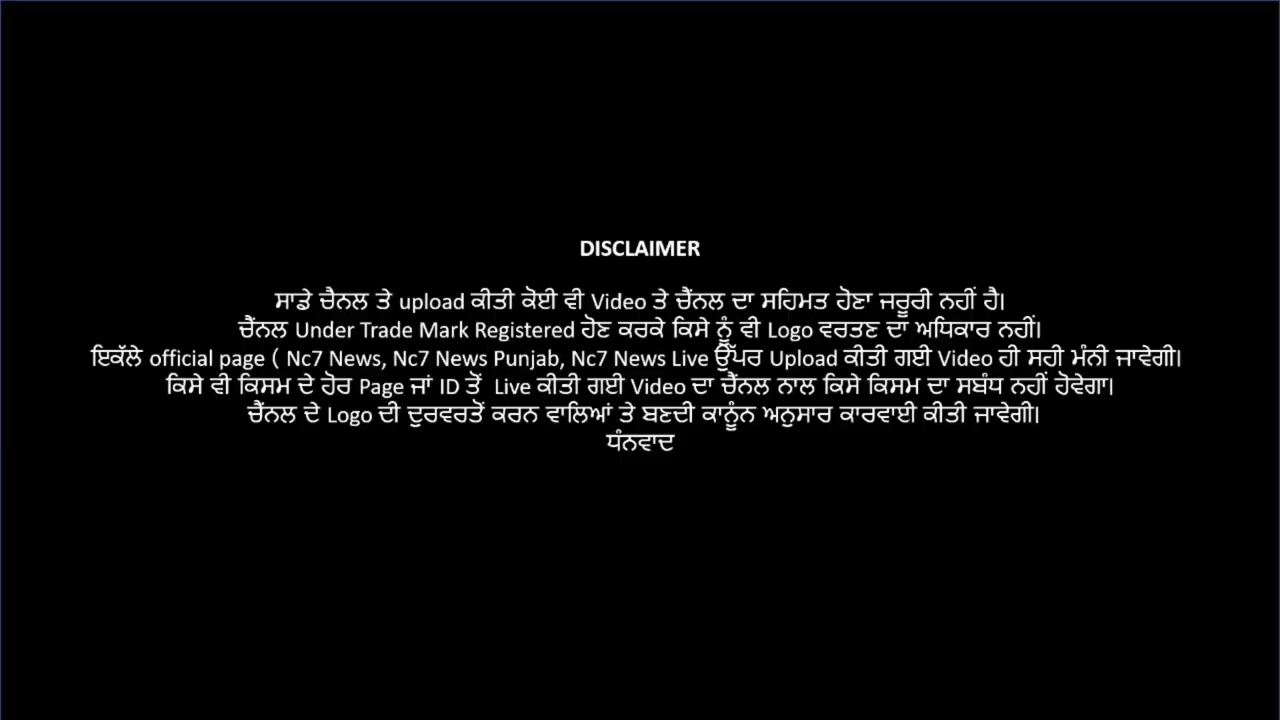 DISCLAIMER
ਸਾਡੇ ਚੈਨਲ ਤੇ upload ਕੀਤੀ ਕੋਈ ਵੀ Video ਤੇ ਚੈਂਨਲ ਦਾ ਸਹਿਮਤ ਹੋਣਾ ਜਰੂਰੀ ਨਹੀਂ ਹੈ।
ਚੈਂਨਲ Under Trade Mark Registered ਹੋਣ ਕਰਕੇ ਕਿਸੇ ਨੂੰ ਵੀ Logo ਵਰਤਣ ਦਾ ਅਧਿਕਾਰ ਨਹੀਂ।
ਇਕੱਲੇ official page ( Nc7 News, Nc7 News Punjab, Nc7 News Live ਉੱਪਰ Upload ਕੀਤੀ ਗਈ Video ਹੀ ਸਹੀ ਮੰਨੀ ਜਾਵੇਗੀ।
ਕਿਸੇ ਵੀ ਕਿਸਮ ਦੇ ਹੋਰ Page ਜਾਂ ID ਤੋਂ Live ਕੀਤੀ ਗਈ Video ਦਾ ਚੈਂਨਲ ਨਾਲ ਕਿਸੇ ਕਿਸਮ ਦਾ ਸਬੰਧ ਨਹੀਂ ਹੋਵੇਗਾ।
ਚੈਂਨਲ ਦੇ Logo ਦੀ ਦੁਰਵਰਤੋਂ ਕਰਨ ਵਾਲਿਆਂ ਤੇ ਬਣਦੀ ਕਾਨੂੰਨ ਅਨੁਸਾਰ ਕਾਰਵਾਈ ਕੀਤੀ ਜਾਵੇਗੀ।
ਧੰਨਵਾਦ